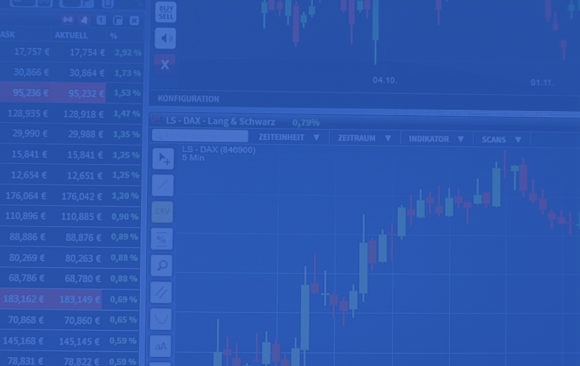 BUY
SELL
ASK AKTUELL %
17,757 € 17,754 € 2,92 %
30,866 € 30,864 € 1,73 %
95,236 € 95,232 € 1,53 %
128,935 € 128,918 € 1,47 %
29,990 € 29,988 € 1,35 %
15,841 € 15,841 € 1,25 %
12,654 € 12,651 € 1,25 %
176,064 € 176,042 € 1,20 %
110,896 € 110,885 € 0,90 %
88,886 € 88,876 € 0,89 %
80,269 € 80,263 € 0,88 %
68,786 € 68,780 € 0,88 %
183,162 € 183,149 € 0,69 %
70,868 € 70,860 € 0,65 %
145,168 € 145,145 € 0,59 %
78,831 € 78,822 € 0,59 %
X
04.10. 01.11.
KONFIGURATION
LS - DAX - Lang & Schwarz 0,79%
ZEITEINHEIT ▼ ZEITRAUM ▼ INDIKATOR ▼ SCANS ▼
LS - DAX (846900)
5 Min
%
aA